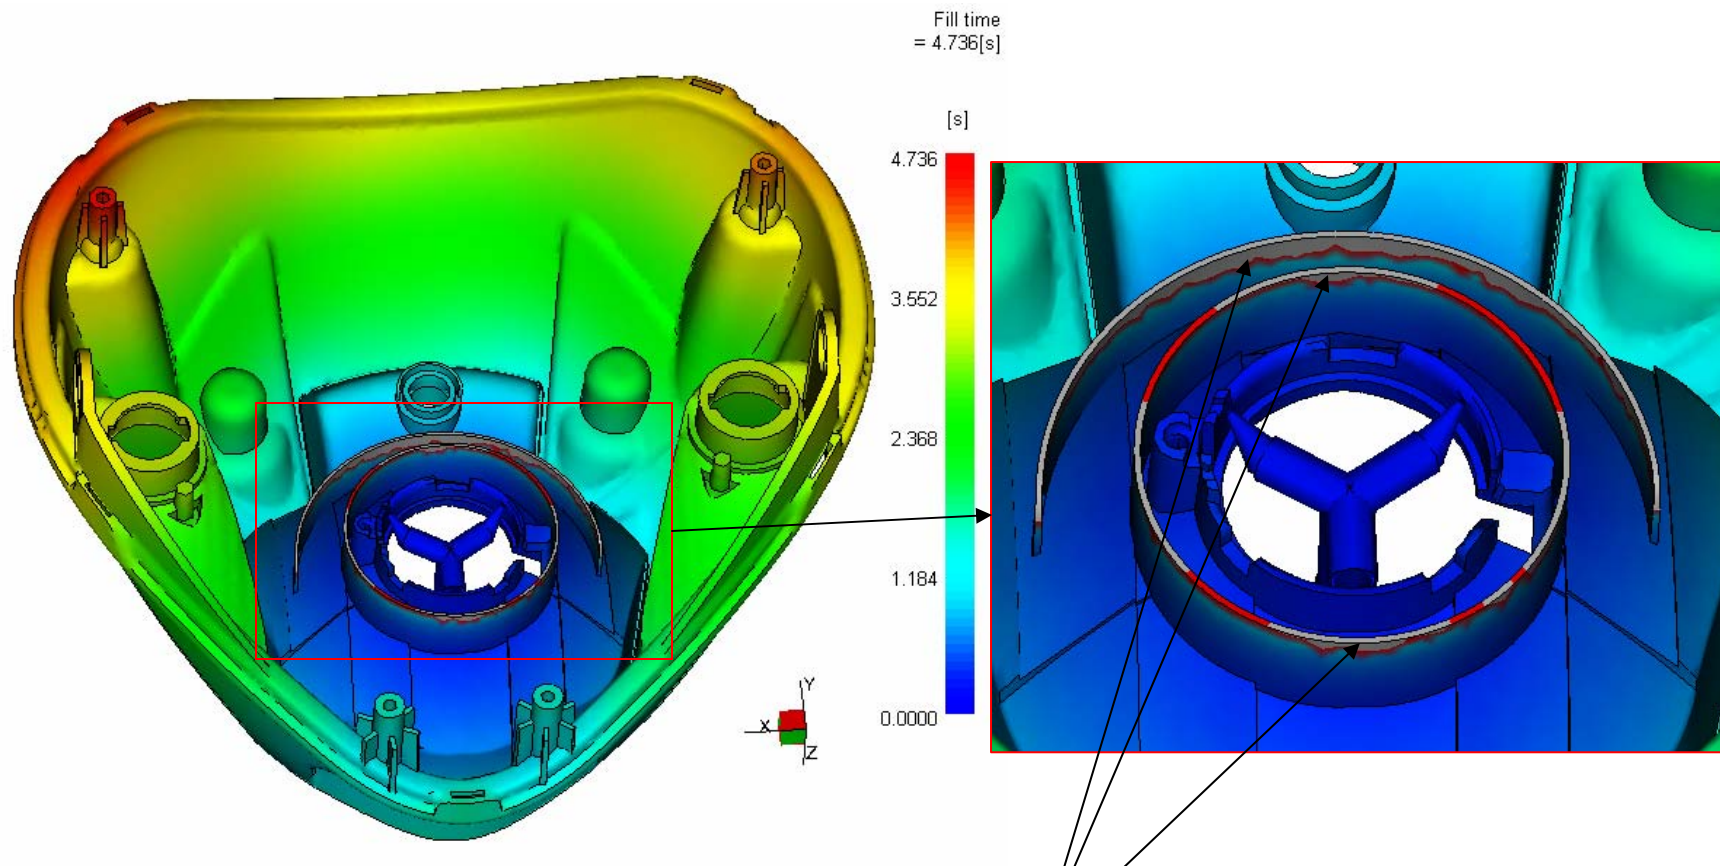 Fill time
= 4.736[s]
[s]
4.736
3.552
2.368
1.184
0.0000
Y
X
Z